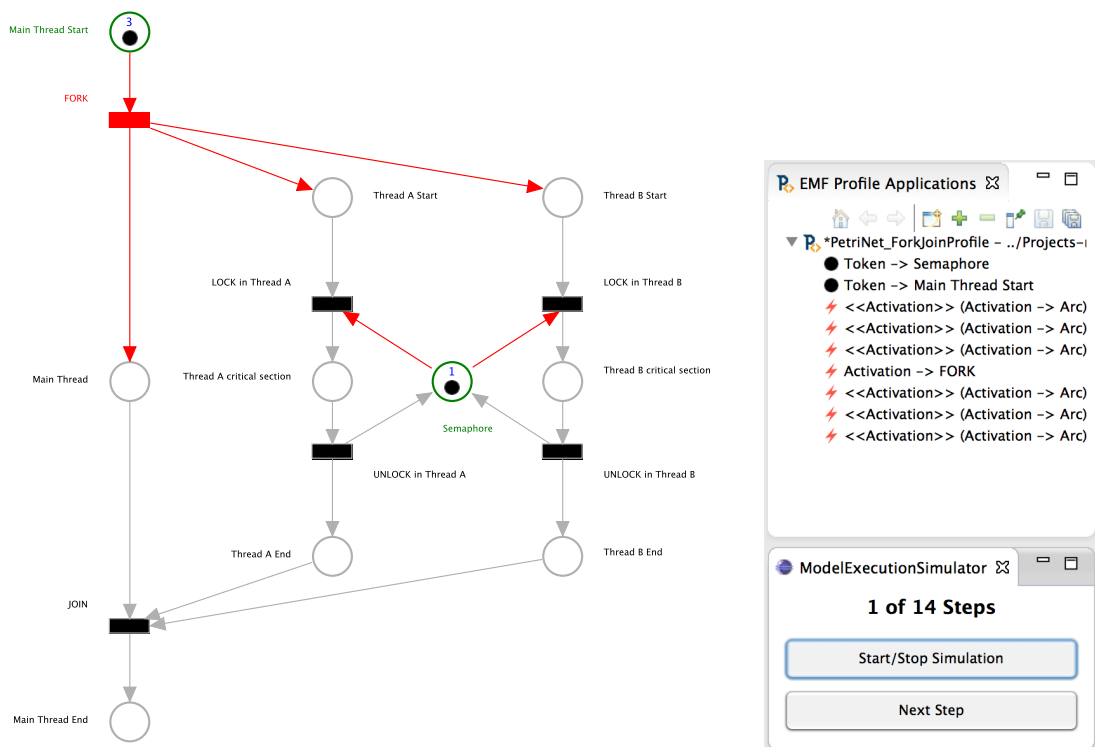 3
Main Thread Start
FORK
Thread A Start
Thread B Start
LOCK in Thread A
LOCK in Thread B
Main Thread
Thread A critical section
1
Thread B critical section
Semaphore
UNLOCK in Thread A
UNLOCK in Thread B
Thread A End
Thread B End
JOIN
Main Thread End
EMF Profile Applications
*PetriNet_ForkJoinProfile – ../Projects-
Token -> Semaphore
Token -> Main Thread Start
<<Activation>> (Activation -> Arc)
<<Activation>> (Activation -> Arc)
<<Activation>> (Activation -> Arc)
Activation -> FORK
<<Activation>> (Activation -> Arc)
<<Activation>> (Activation -> Arc)
<<Activation>> (Activation -> Arc)
ModelExecutionSimulator
1 of 14 Steps
Start/Stop Simulation
Next Step